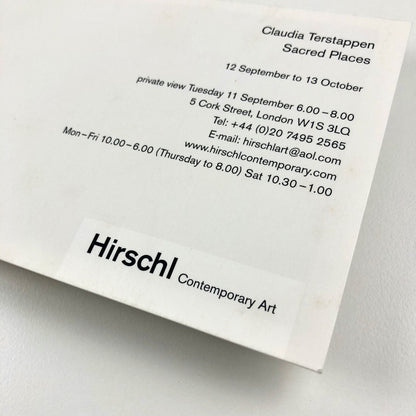 Claudia Terstappen
Sacred Places
12 September to 13 October
private view Tuesday 11 September 6.00–8.00
5 Cork Street, London W1S 3LQ
Tel: +44 (0)20 7495 2565
E-mail: hirschlart@aol.com
www.hirschlcontemporary.com
Mon–Fri 10.00–6.00 (Thursday to 8.00) Sat 10.30–1.00
Hirschl Contemporary Art